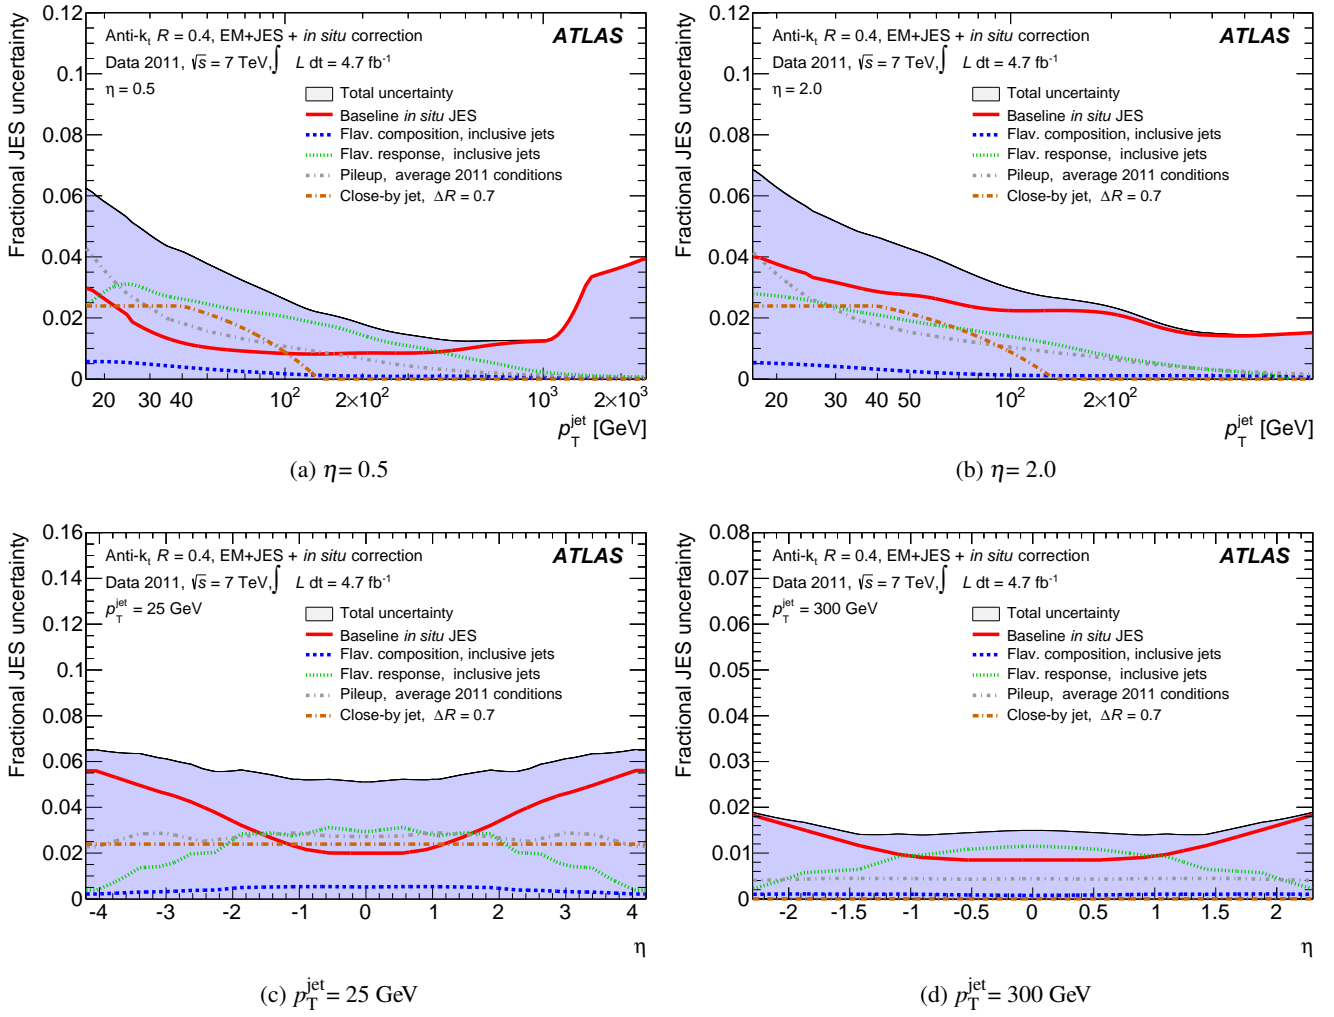 0.12
0.1
0.08
0.06
0.04
0.02
0
Fractional JES uncertainty
Anti-kt R = 0.4, EM+JES + in situ correction
ATLAS
Data 2011, √s = 7 TeV, ∫ L dt = 4.7 fb⁻¹
η = 0.5
Total uncertainty
Baseline in situ JES
Flav. composition, inclusive jets
Flav. response, inclusive jets
Pileup, average 2011 conditions
Close-by jet, ΔR = 0.7
20 30 40 10² 2×10² 10³ 2×10³
p_T^jet [GeV]
(a) η = 0.5
0.12
0.1
0.08
0.06
0.04
0.02
0
Fractional JES uncertainty
Anti-kt R = 0.4, EM+JES + in situ correction
ATLAS
Data 2011, √s = 7 TeV, ∫ L dt = 4.7 fb⁻¹
η = 2.0
Total uncertainty
Baseline in situ JES
Flav. composition, inclusive jets
Flav. response, inclusive jets
Pileup, average 2011 conditions
Close-by jet, ΔR = 0.7
20 30 40 50 10² 2×10²
p_T^jet [GeV]
(b) η = 2.0
0.16
0.14
0.12
0.1
0.08
0.06
0.04
0.02
0
Fractional JES uncertainty
Anti-kt R = 0.4, EM+JES + in situ correction
ATLAS
Data 2011, √s = 7 TeV, ∫ L dt = 4.7 fb⁻¹
p_T^jet = 25 GeV
Total uncertainty
Baseline in situ JES
Flav. composition, inclusive jets
Flav. response, inclusive jets
Pileup, average 2011 conditions
Close-by jet, ΔR = 0.7
-4 -3 -2 -1 0 1 2 3 4
η
(c) p_T^jet = 25 GeV
0.08
0.07
0.06
0.05
0.04
0.03
0.02
0.01
0
Fractional JES uncertainty
Anti-kt R = 0.4, EM+JES + in situ correction
ATLAS
Data 2011, √s = 7 TeV, ∫ L dt = 4.7 fb⁻¹
p_T^jet = 300 GeV
Total uncertainty
Baseline in situ JES
Flav. composition, inclusive jets
Flav. response, inclusive jets
Pileup, average 2011 conditions
Close-by jet, ΔR = 0.7
-2 -1.5 -1 -0.5 0 0.5 1 1.5 2
η
(d) p_T^jet = 300 GeV